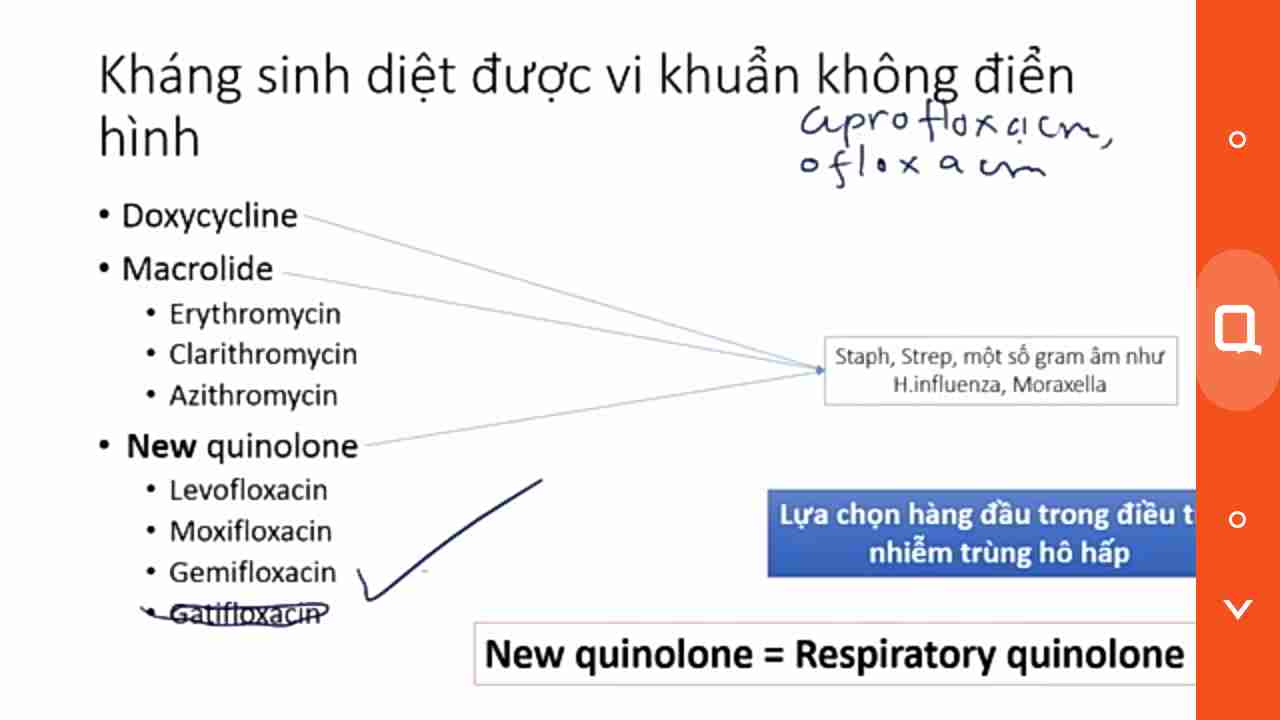 Kháng sinh diệt được vi khuẩn không điển
hình
ciprofloxacin,
ofloxacin
• Doxycycline
• Macrolide
• Erythromycin
• Clarithromycin
• Azithromycin
• New quinolone
• Levofloxacin
• Moxifloxacin
• Gemifloxacin
• Gatifloxacin
Staph, Strep, một số gram âm như
H.influenza, Moraxella
Lựa chọn hàng đầu trong điều t
nhiễm trùng hô hấp
New quinolone = Respiratory quinolone